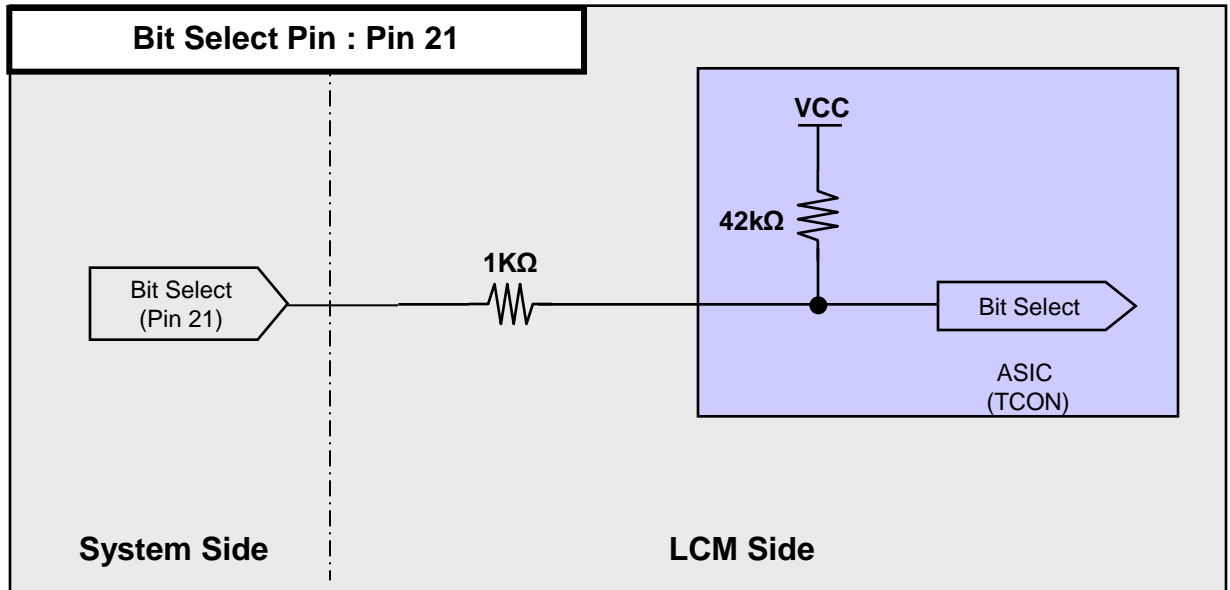 Bit Select Pin : Pin 21
VCC
42kΩ
1KΩ
Bit Select
(Pin 21)
Bit Select
ASIC
(TCON)
System Side
LCM Side